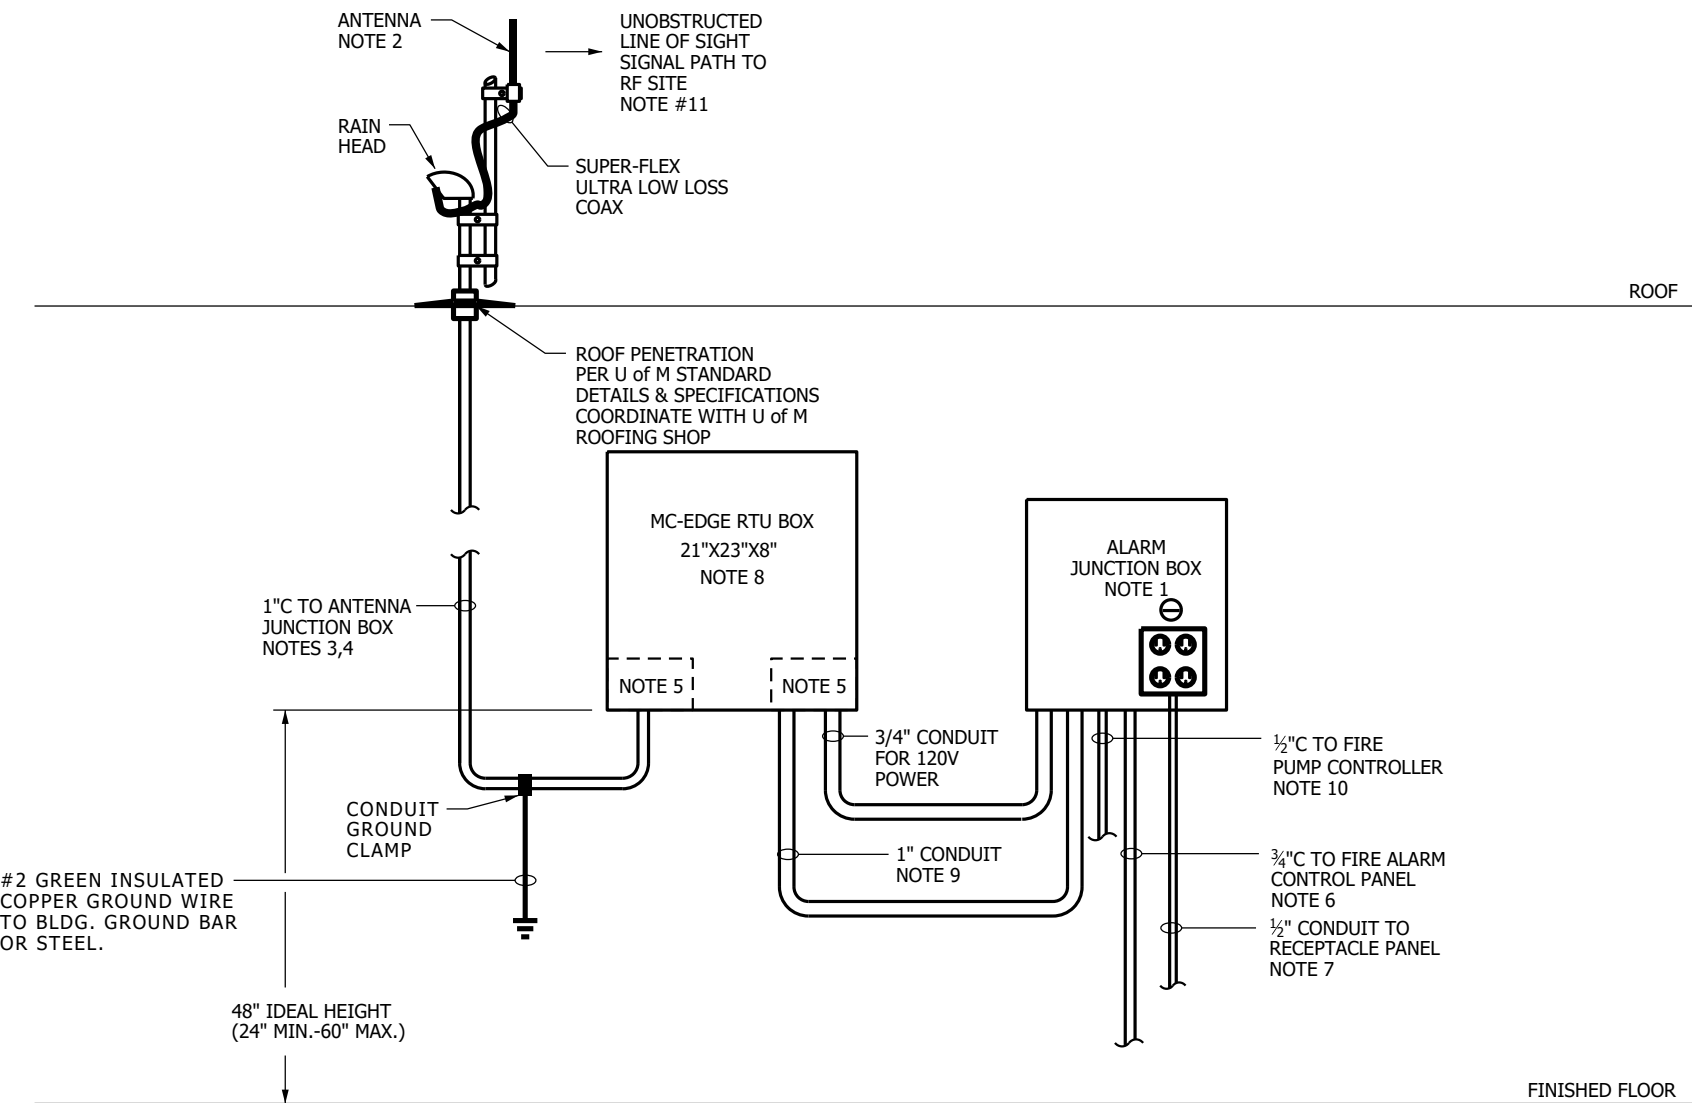 ANTENNA
NOTE 2
UNOBSTRUCTED
LINE OF SIGHT
SIGNAL PATH TO
RF SITE
NOTE #11
RAIN
HEAD
SUPER-FLEX
ULTRA LOW LOSS
COAX
ROOF
ROOF PENETRATION
PER U of M STANDARD
DETAILS & SPECIFICATIONS
COORDINATE WITH U of M
ROOFING SHOP
MC-EDGE RTU BOX
21"X23"X8"
NOTE 8
ALARM
JUNCTION BOX
NOTE 1
1"C TO ANTENNA
JUNCTION BOX
NOTES 3,4
NOTE 5
NOTE 5
3/4" CONDUIT
FOR 120V
POWER
½"C TO FIRE
PUMP CONTROLLER
NOTE 10
CONDUIT
GROUND
CLAMP
1" CONDUIT
NOTE 9
¾"C TO FIRE ALARM
CONTROL PANEL
NOTE 6
#2 GREEN INSULATED
COPPER GROUND WIRE
TO BLDG. GROUND BAR
OR STEEL.
½" CONDUIT TO
RECEPTACLE PANEL
NOTE 7
48" IDEAL HEIGHT
(24" MIN.-60" MAX.)
FINISHED FLOOR